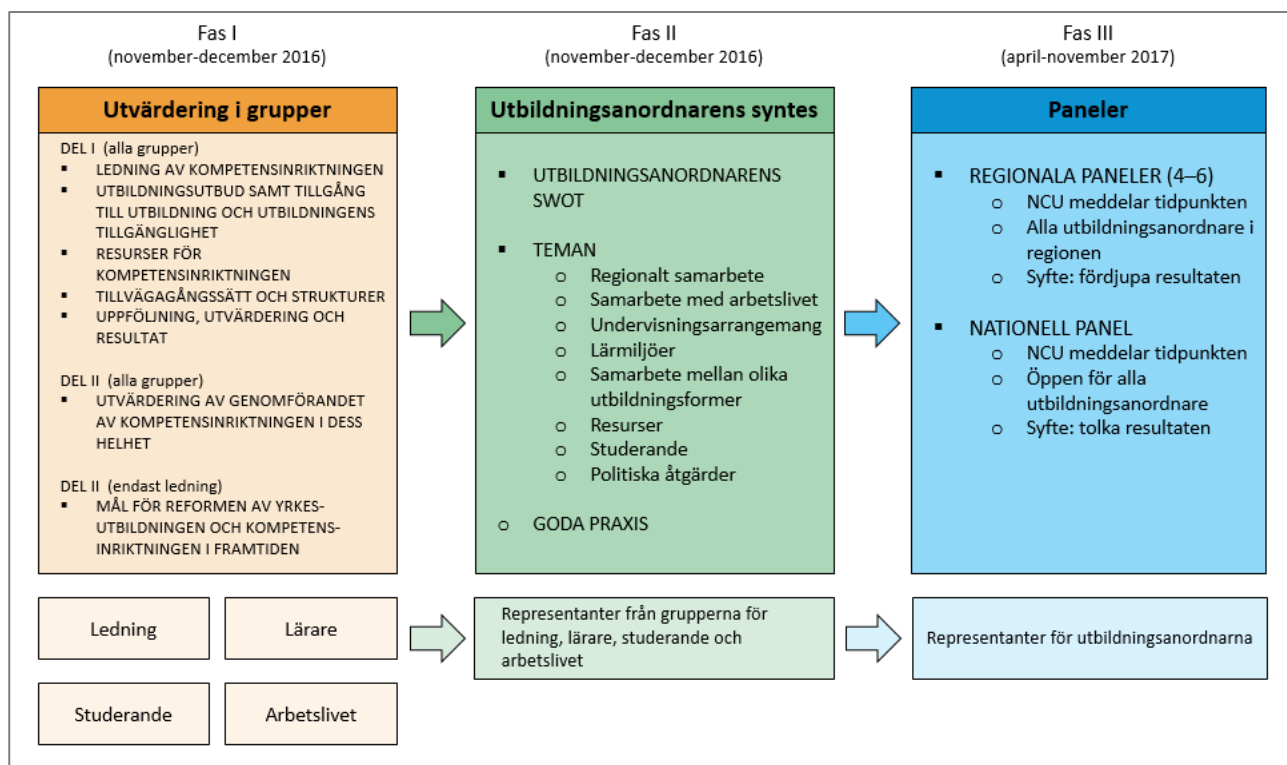 Fas I
(november-december 2016)
Utvärdering i grupper
DEL I (alla grupper)
▪ LEDNING AV KOMPETENSINRIKTNINGEN
▪ UTBILDNINGSUTBUD SAMT TILLGÅNG
TILL UTBILDNING OCH UTBILDNINGENS
TILLGÄNGLIGHET
▪ RESURSER FÖR
KOMPETENSINRIKTNINGEN
▪ TILLVÄGAGÅNGSSÄTT OCH STRUKTURER
▪ UPPFÖLJNING, UTVÄRDERING OCH
RESULTAT
DEL II (alla grupper)
▪ UTVÄRDERING AV GENOMFÖRANDET
AV KOMPETENSINRIKTNINGEN I DESS
HELHET
DEL II (endast ledning)
▪ MÅL FÖR REFORMEN AV YRKES-
UTBILDNINGEN OCH KOMPETENS-
INRIKTNINGEN I FRAMTIDEN
Ledning
Lärare
Studerande
Arbetslivet
Fas II
(november-december 2016)
Utbildningsanordnarens syntes
▪ UTBILDNINGSANORDNARENS
SWOT
▪ TEMAN
o Regionalt samarbete
o Samarbete med arbetslivet
o Undervisningsarrangemang
o Lärmiljöer
o Samarbete mellan olika
utbildningsformer
o Resurser
o Studerande
o Politiska åtgärder
o GODA PRAXIS
Representanter från grupperna för
ledning, lärare, studerande och
arbetslivet
Fas III
(april-november 2017)
Paneler
▪ REGIONALA PANELER (4–6)
o NCU meddelar tidpunkten
o Alla utbildningsanordnare i
regionen
o Syfte: fördjupa resultaten
▪ NATIONELL PANEL
o NCU meddelar tidpunkten
o Öppen för alla
utbildningsanordnare
o Syfte: tolka resultaten
Representanter för utbildningsanordnarna